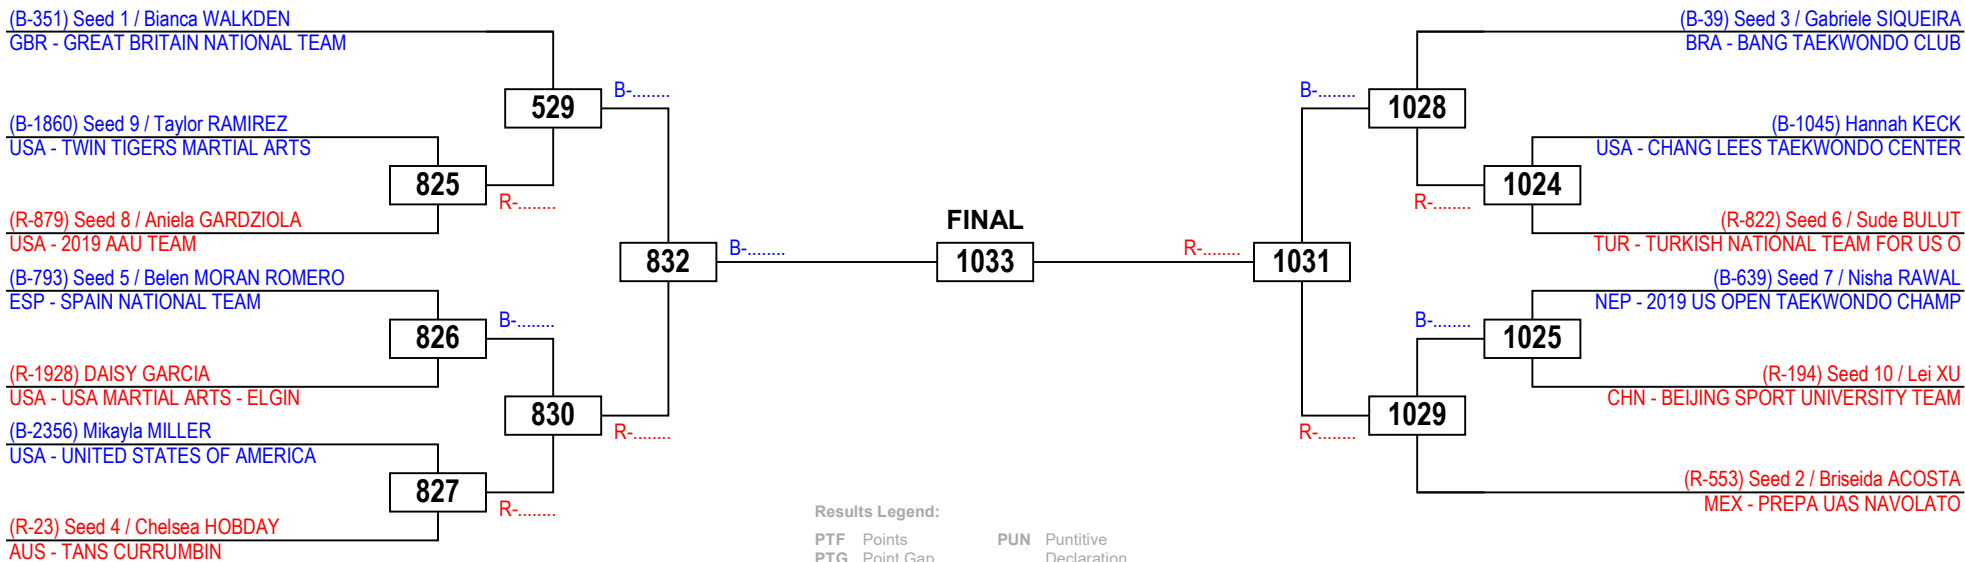 (B-351) Seed 1 / Bianca WALKDEN
GBR - GREAT BRITAIN NATIONAL TEAM
529
B-........
(B-1860) Seed 9 / Taylor RAMIREZ
USA - TWIN TIGERS MARTIAL ARTS
825
R-........
(R-879) Seed 8 / Aniela GARDZIOLA
USA - 2019 AAU TEAM
832
B-........
(B-793) Seed 5 / Belen MORAN ROMERO
ESP - SPAIN NATIONAL TEAM
826
B-........
(R-1928) DAISY GARCIA
USA - USA MARTIAL ARTS - ELGIN
830
R-........
(B-2356) Mikayla MILLER
USA - UNITED STATES OF AMERICA
827
R-........
(R-23) Seed 4 / Chelsea HOBDAY
AUS - TANS CURRUMBIN
FINAL
1033
(B-39) Seed 3 / Gabriele SIQUEIRA
BRA - BANG TAEKWONDO CLUB
B-........
1028
(B-1045) Hannah KECK
USA - CHANG LEES TAEKWONDO CENTER
1024
R-........
(R-822) Seed 6 / Sude BULUT
TUR - TURKISH NATIONAL TEAM FOR US O
R-........
1031
(B-639) Seed 7 / Nisha RAWAL
NEP - 2019 US OPEN TAEKWONDO CHAMP
B-........
1025
(R-194) Seed 10 / Lei XU
CHN - BEIJING SPORT UNIVERSITY TEAM
1029
R-........
(R-553) Seed 2 / Briseida ACOSTA
MEX - PREPA UAS NAVOLATO
Results Legend:
PTF Points
PTG Point Gap
PUN Puntitive
Declaration